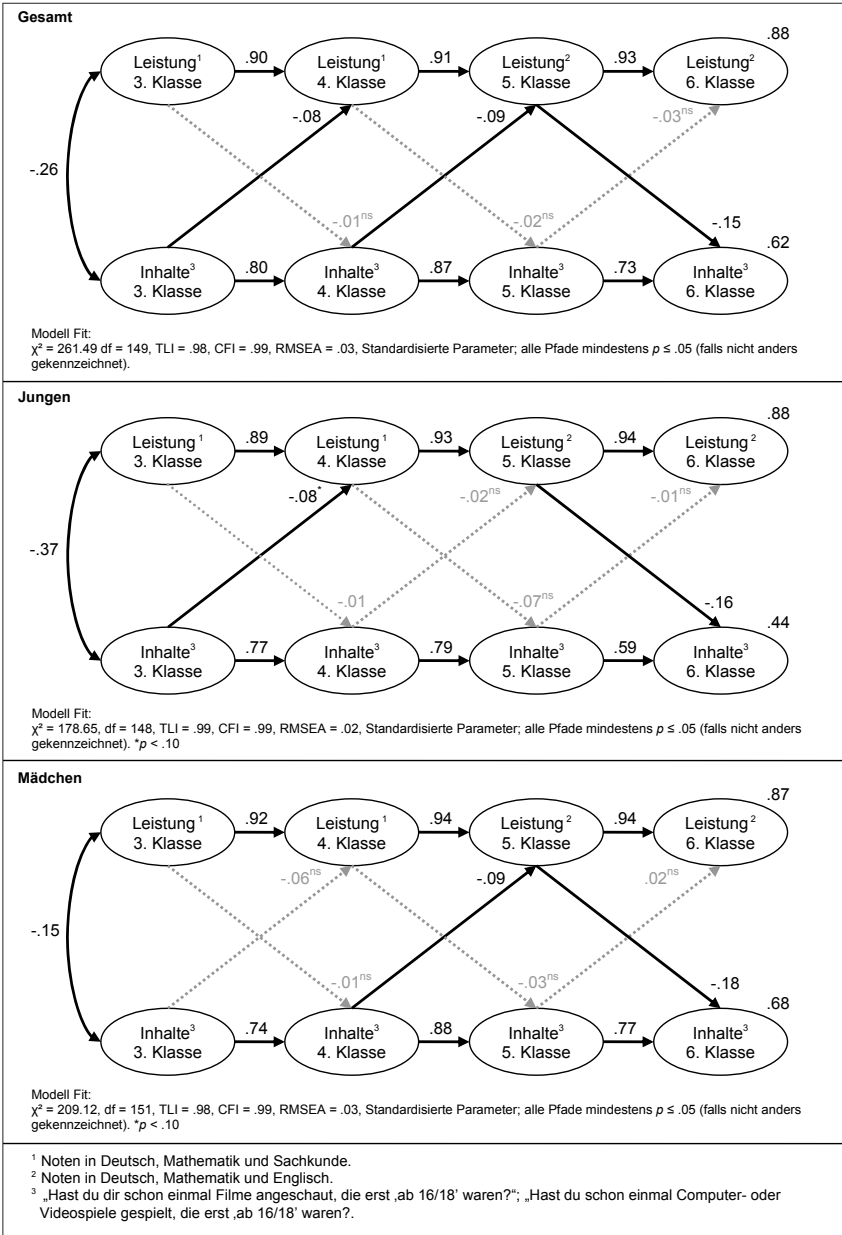 Gesamt
.88
Leistung¹ .90 Leistung¹ .91 Leistung² .93 Leistung²
3. Klasse 4. Klasse 5. Klasse 6. Klasse
-.08 -.09 -.03ⁿˢ
-.26
-.01ⁿˢ -.02ⁿˢ -.15
.62
Inhalte³ .80 Inhalte³ .87 Inhalte³ .73 Inhalte³
3. Klasse 4. Klasse 5. Klasse 6. Klasse
Modell Fit:
χ² = 261.49 df = 149, TLI = .98, CFI = .99, RMSEA = .03, Standardisierte Parameter; alle Pfade mindestens p ≤ .05 (falls nicht anders
gekennzeichnet).
Jungen
.88
Leistung¹ .89 Leistung¹ .93 Leistung² .94 Leistung²
3. Klasse 4. Klasse 5. Klasse 6. Klasse
-.08* -.02ⁿˢ -.01ⁿˢ
-.37
-.01 -.07ⁿˢ -.16
.44
Inhalte³ .77 Inhalte³ .79 Inhalte³ .59 Inhalte³
3. Klasse 4. Klasse 5. Klasse 6. Klasse
Modell Fit:
χ² = 178.65, df = 148, TLI = .99, CFI = .99, RMSEA = .02, Standardisierte Parameter; alle Pfade mindestens p ≤ .05 (falls nicht anders
gekennzeichnet). *p < .10
Mädchen
.87
Leistung¹ .92 Leistung¹ .94 Leistung² .94 Leistung²
3. Klasse 4. Klasse 5. Klasse 6. Klasse
-.06ⁿˢ -.09 .02ⁿˢ
-.15
-.01ⁿˢ -.03ⁿˢ -.18
.68
Inhalte³ .74 Inhalte³ .88 Inhalte³ .77 Inhalte³
3. Klasse 4. Klasse 5. Klasse 6. Klasse
Modell Fit:
χ² = 209.12, df = 151, TLI = .98, CFI = .99, RMSEA = .03, Standardisierte Parameter; alle Pfade mindestens p ≤ .05 (falls nicht anders
gekennzeichnet). *p < .10
¹ Noten in Deutsch, Mathematik und Sachkunde.
² Noten in Deutsch, Mathematik und Englisch.
³ „Hast du dir schon einmal Filme angeschaut, die erst ‚ab 16/18’ waren?“; „Hast du schon einmal Computer- oder
Videospiele gespielt, die erst ‚ab 16/18’ waren?.